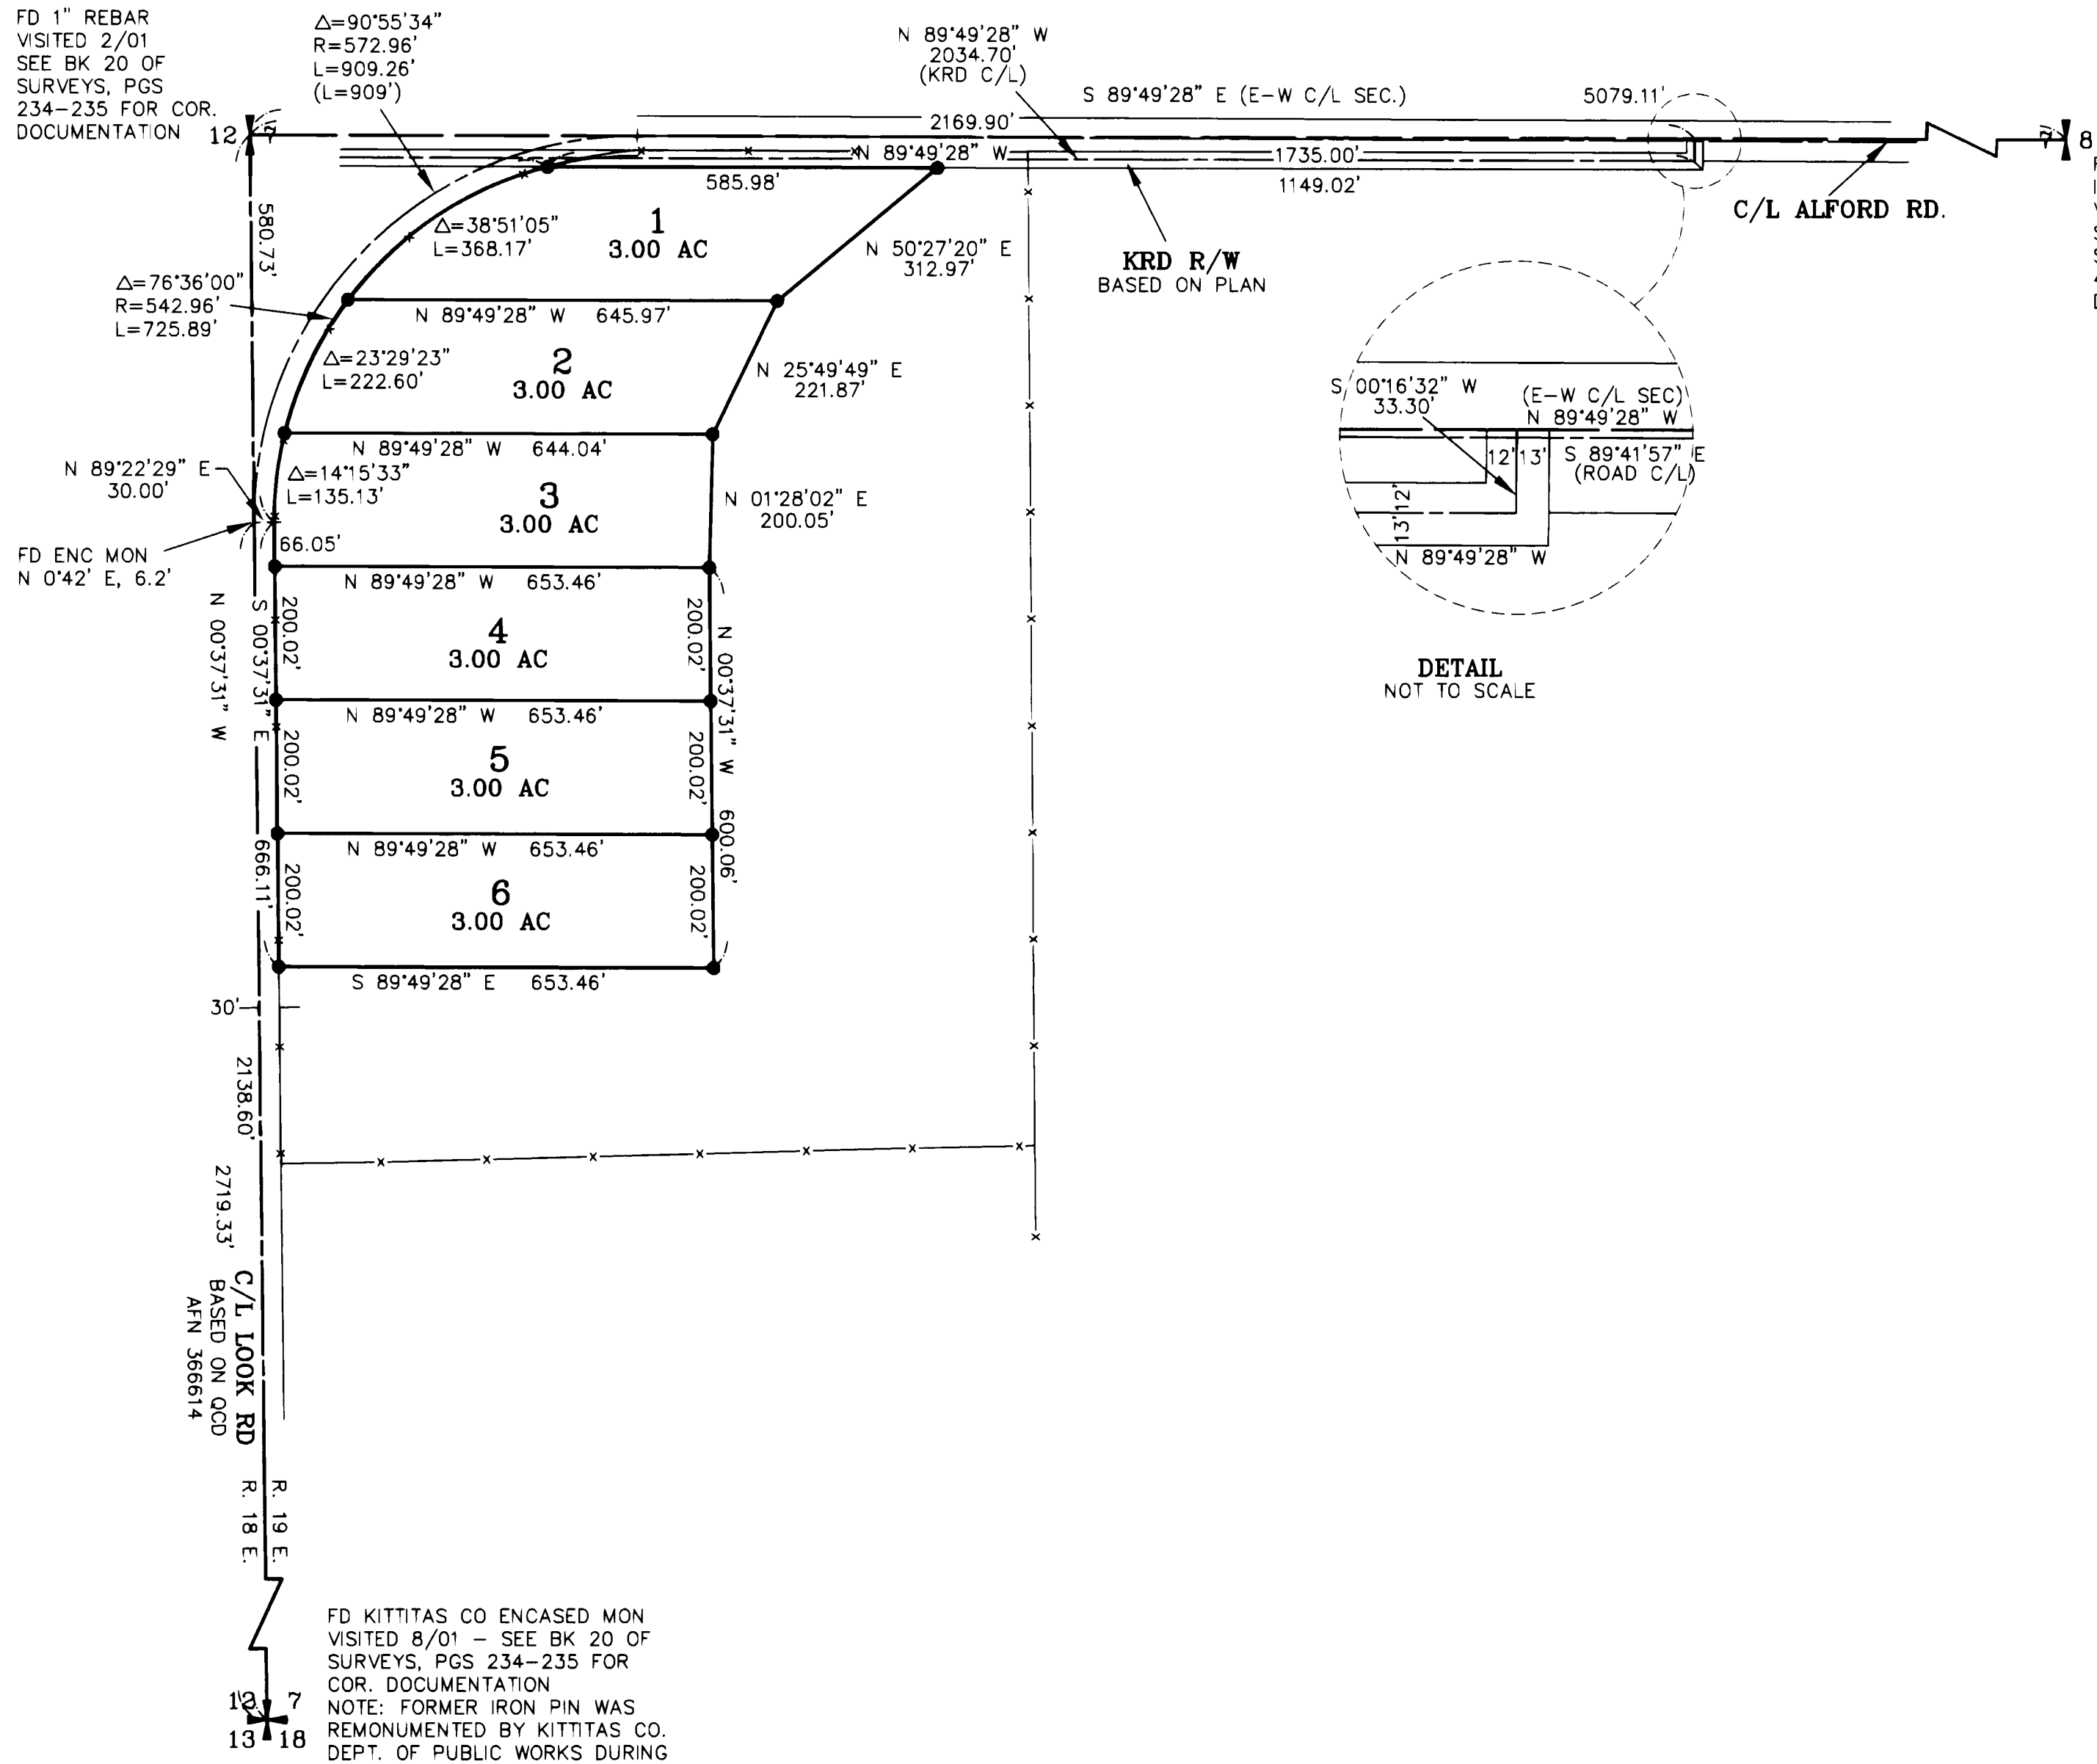 FD 1" REBAR
VISITED 2/01
SEE BK 20 OF
SURVEYS, PGS
234-235 FOR COR.
DOCUMENTATION
12
Δ=90°55'34"
R=572.96'
L=909.26'
(L=909')
N 89°49'28" W
2034.70'
(KRD C/L)
S 89°49'28" E (E-W C/L SEC.)
5079.11'
2169.90'
8
N 89°49'28" W
1735.00'
585.98'
1149.02'
C/L ALFORD RD.
580.73'
Δ=38°51'05"
L=368.17'
1
3.00 AC
N 50°27'20" E
312.97'
KRD R/W
BASED ON PLAN
Δ=76°36'00"
R=542.96'
L=725.89'
N 89°49'28" W 645.97'
Δ=23°29'23"
L=222.60'
2
3.00 AC
N 25°49'49" E
221.87'
S 00°16'32" W
33.30'
(E-W C/L SEC)
N 89°49'28" W
12' 13'
S 89°41'57" E
(ROAD C/L)
13' 12'
N 89°49'28" W
DETAIL
NOT TO SCALE
N 89°49'28" W 644.04'
N 89°22'29" E
30.00'
Δ=14°15'33"
L=135.13'
3
3.00 AC
N 01°28'02" E
200.05'
66.05'
FD ENC MON
N 0°42' E, 6.2'
N 89°49'28" W 653.46'
N 00°37'31" W
S 00°37'31" E
200.02'
4
3.00 AC
200.02'
N 00°37'31" W
600.06'
N 89°49'28" W 653.46'
200.02'
5
3.00 AC
200.02'
N 89°49'28" W 653.46'
666.11'
200.02'
6
3.00 AC
200.02'
S 89°49'28" E 653.46'
30'
2138.60'
2719.33'
C/L LOOK RD
BASED ON QCD
AFN 366614
R. 19 E.
R. 18 E.
FD KITTITAS CO ENCASED MON
VISITED 8/01 - SEE BK 20 OF
SURVEYS, PGS 234-235 FOR
COR. DOCUMENTATION
NOTE: FORMER IRON PIN WAS
REMONUMENTED BY KITTITAS CO.
DEPT. OF PUBLIC WORKS DURING
12 7
13 18